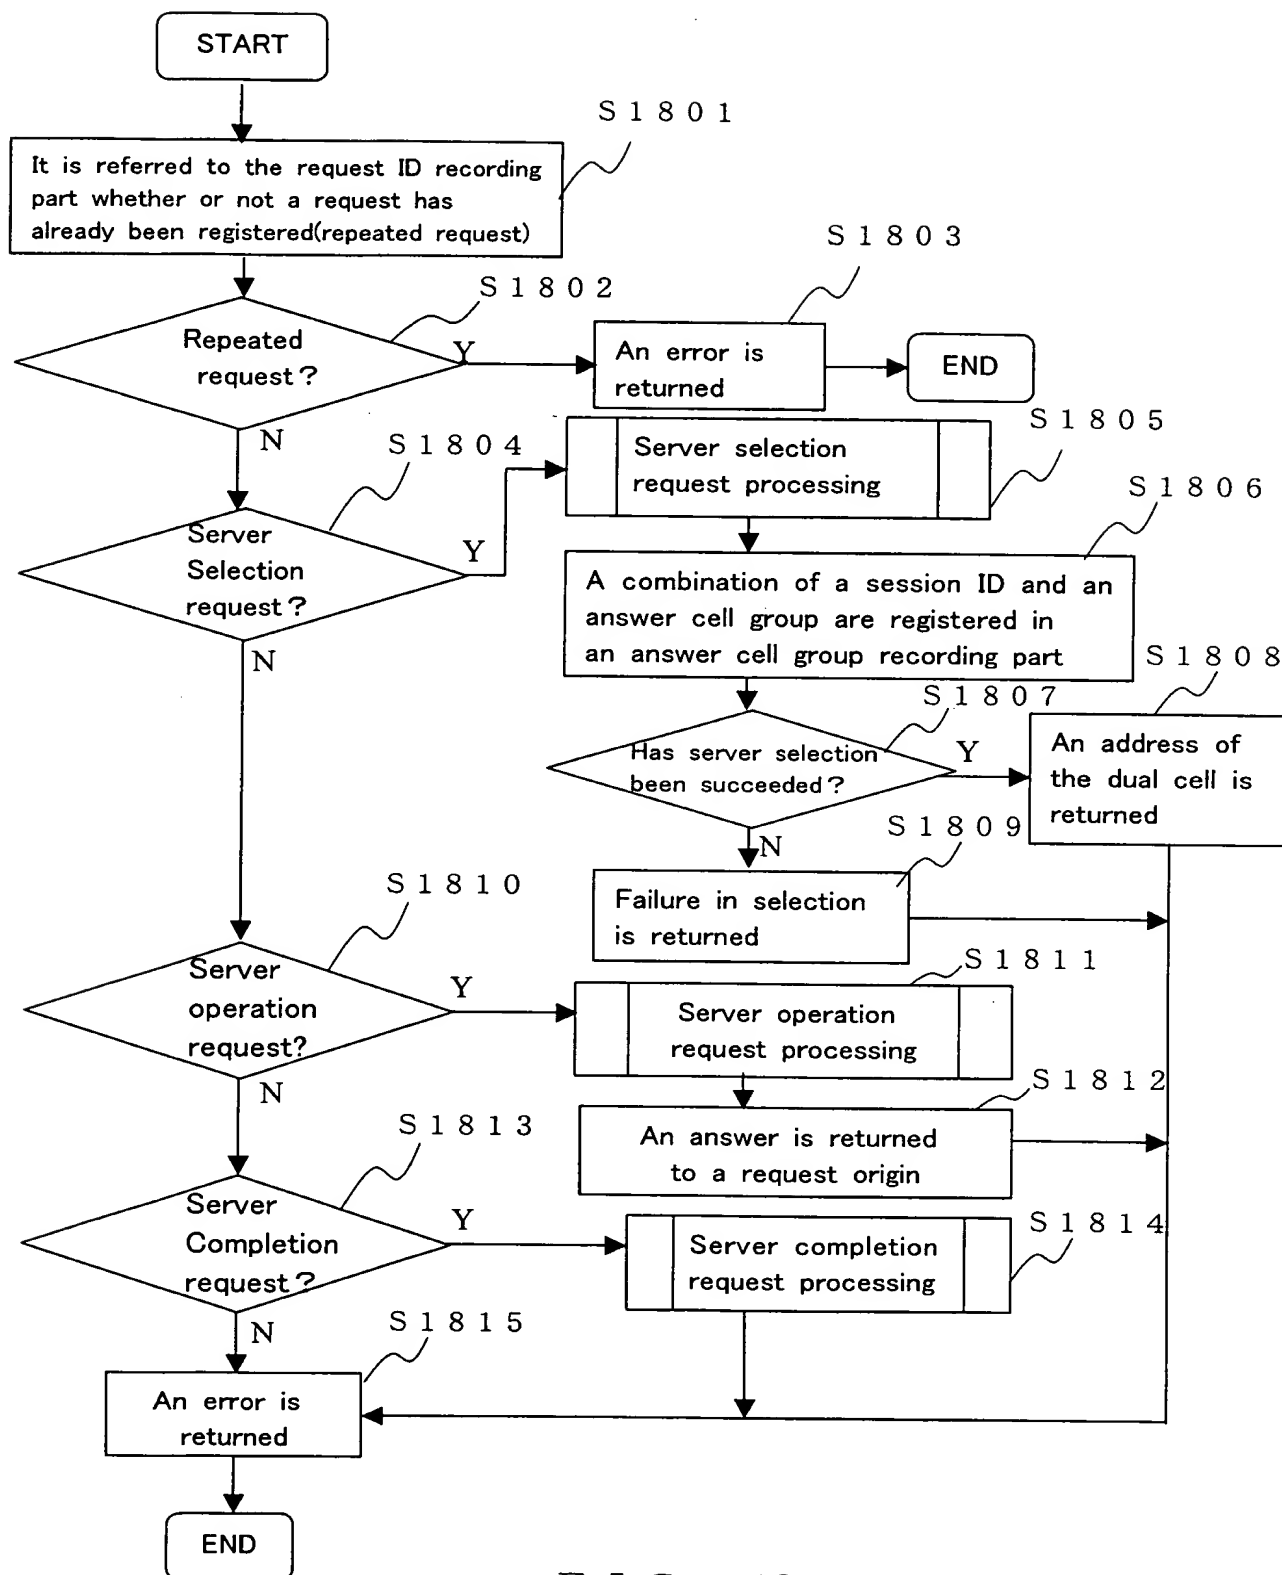 START
S1801
It is referred to the request ID recording
part whether or not a request has
already been registered(repeated request)
S1803
S1802
Repeated
request?
Y
An error is
returned
END
N
S1804
S1805
Server selection
request processing
S1806
Server
Selection
request?
Y
A combination of a session ID and an
answer cell group are registered in
an answer cell group recording part
N
S1808
S1807
Has server selection
been succeeded?
Y
An address of
the dual cell is
returned
S1809
N
Failure in selection
is returned
S1810
S1811
Server
operation
request?
Y
Server operation
request processing
N
S1812
An answer is returned
to a request origin
S1813
Server
Completion
request?
Y
S1814
Server completion
request processing
N
S1815
An error is
returned
END